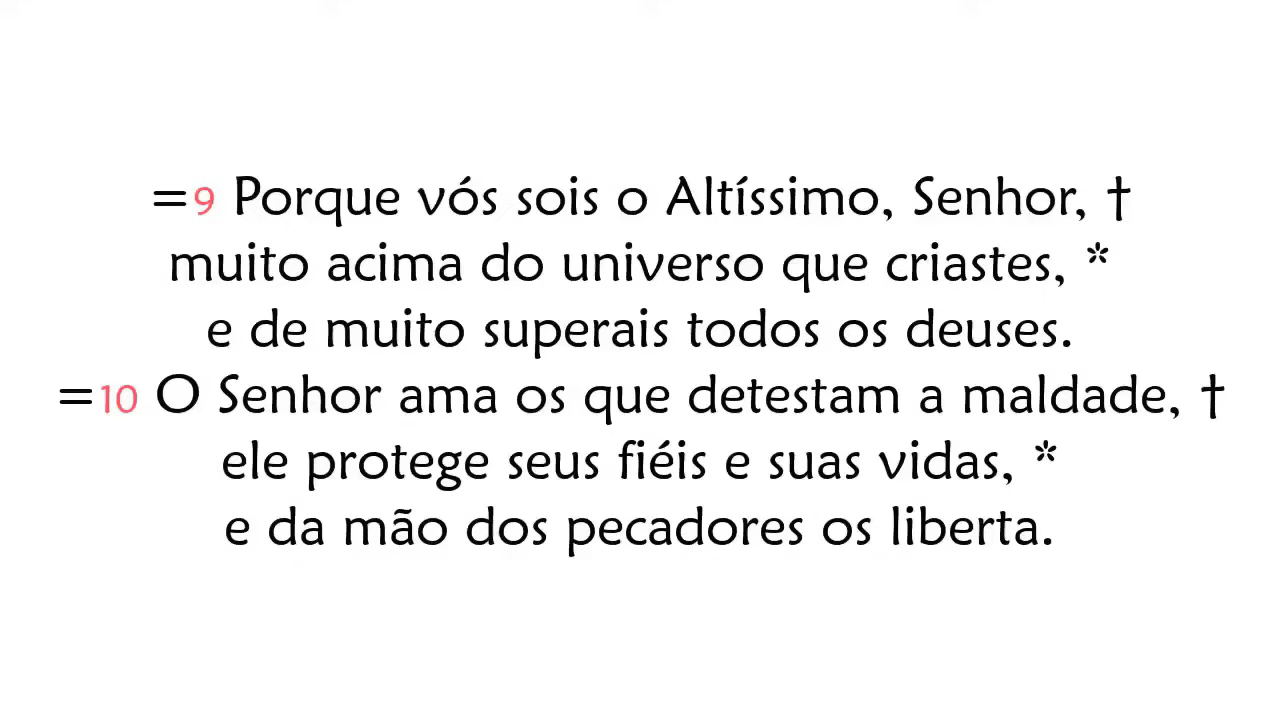 =9 Porque vós sois o Altíssimo, Senhor, †
muito acima do universo que criastes, *
e de muito superais todos os deuses.
=10 O Senhor ama os que detestam a maldade, †
ele protege seus fiéis e suas vidas, *
e da mão dos pecadores os liberta.